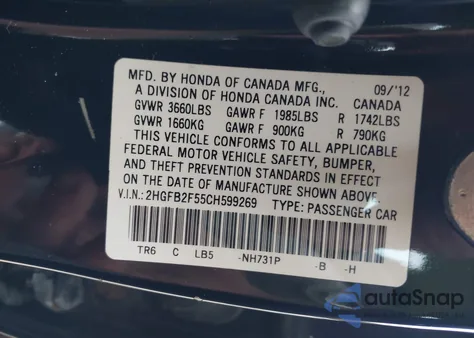 MFD. BY HONDA OF CANADA MFG., 09/'12
A DIVISION OF HONDA CANADA INC. CANADA
GVWR 3660LBS GAWR F 1985LBS R 1742LBS
GVWR 1660KG GAWR F 900KG R 790KG
THIS VEHICLE CONFORMS TO ALL APPLICABLE
FEDERAL MOTOR VEHICLE SAFETY, BUMPER,
AND THEFT PREVENTION STANDARDS IN EFFECT
ON THE DATE OF MANUFACTURE SHOWN ABOVE.
V.I.N.: 2HGFB2F55CH599269 TYPE: PASSENGER CAR
TR6 C LB5 -NH731P -B -H
autaSnap